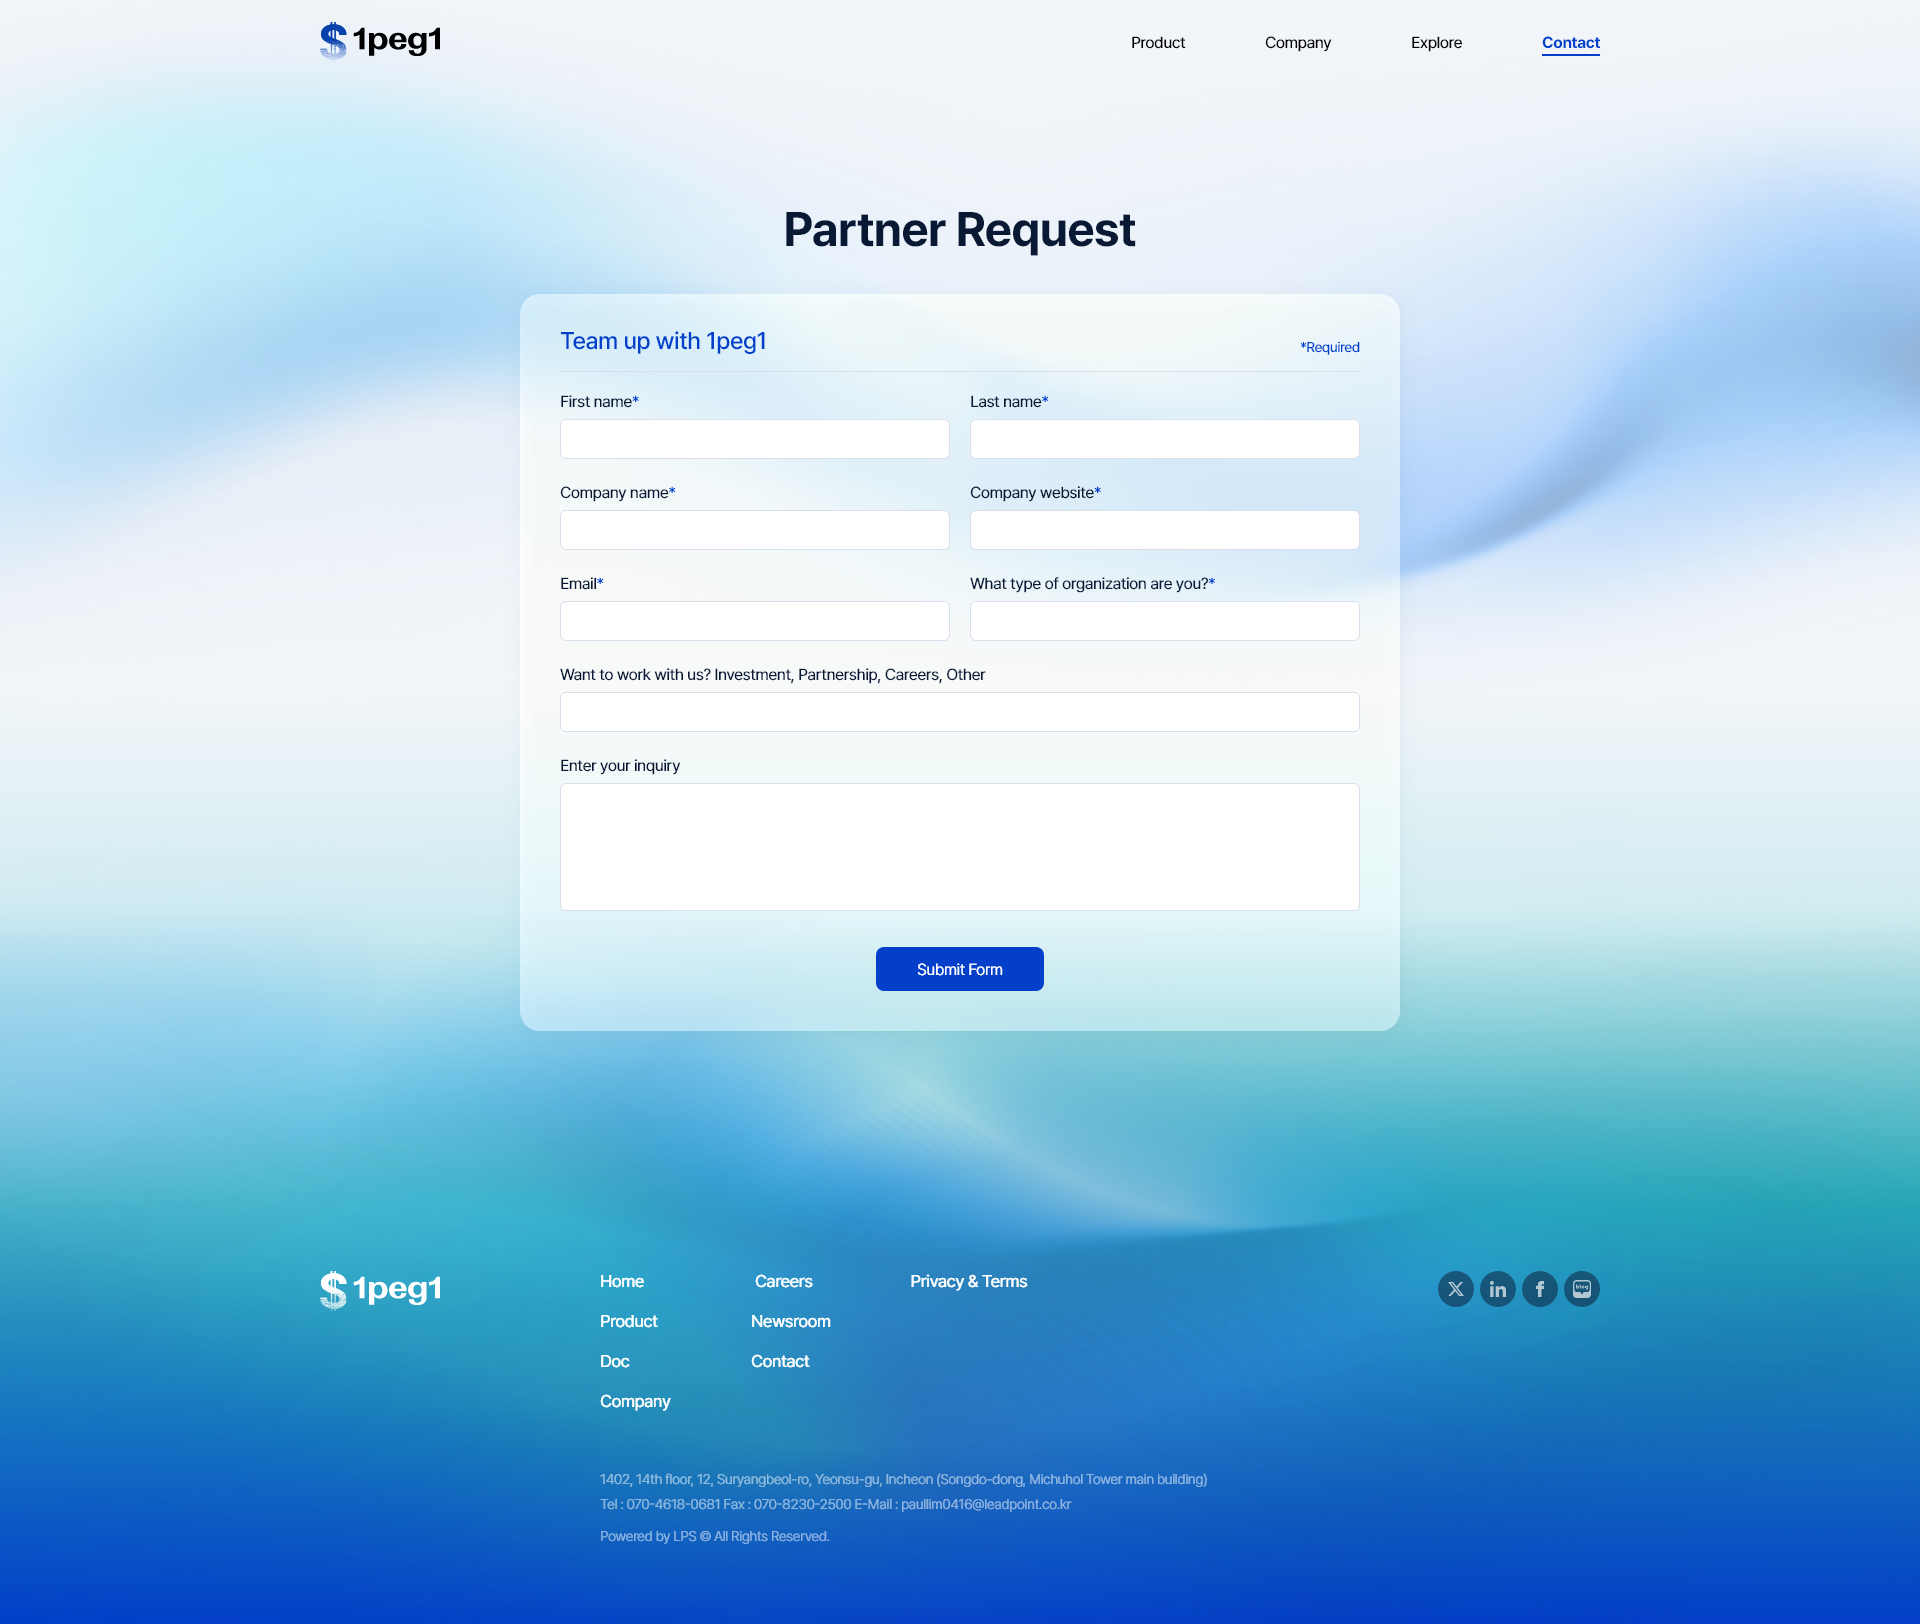 1peg1
Product
Company
Explore
Contact
Partner Request
Team up with 1peg1
*Required
First name*
Last name*
Company name*
Company website*
Email*
What type of organization are you?*
Want to work with us? Investment, Partnership, Careers, Other
Enter your inquiry
Submit Form
1peg1
Home
Careers
Privacy & Terms
Product
Newsroom
Doc
Contact
Company
blog
1402, 14th floor, 12, Suryangbeol-ro, Yeonsu-gu, Incheon (Songdo-dong, Michuhol Tower main building)
Tel : 070-4618-0681 Fax : 070-8230-2500 E-Mail : paullim0416@leadpoint.co.kr
Powered by LPS © All Rights Reserved.